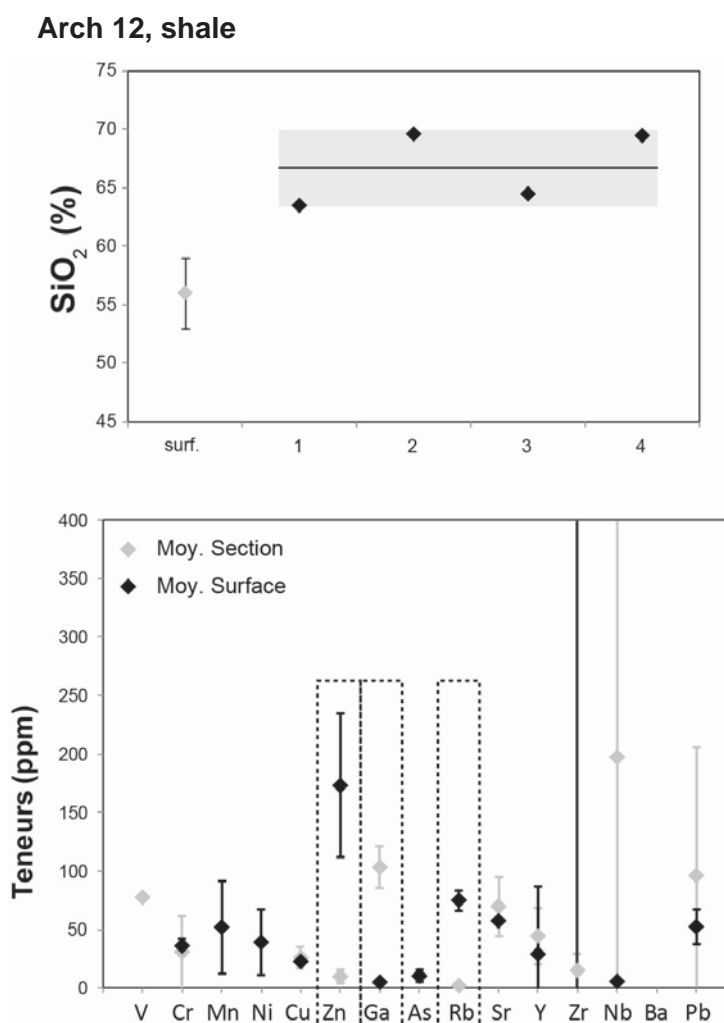 Arch 12, shale
75
70
65
60
55
50
45
SiO₂ (%)
surf. 1 2 3 4
400
350
300
250
200
150
100
50
0
Teneurs (ppm)
Moy. Section
Moy. Surface
V Cr Mn Ni Cu Zn Ga As Rb Sr Y Zr Nb Ba Pb